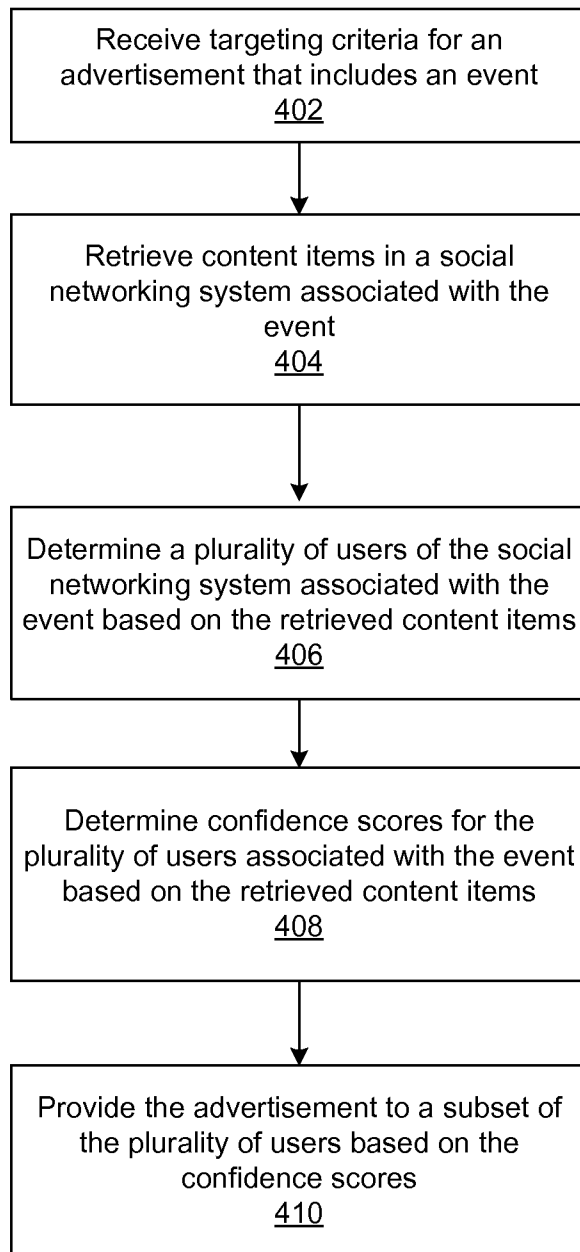 Receive targeting criteria for an
advertisement that includes an event
402
Retrieve content items in a social
networking system associated with the
event
404
Determine a plurality of users of the social
networking system associated with the
event based on the retrieved content items
406
Determine confidence scores for the
plurality of users associated with the event
based on the retrieved content items
408
Provide the advertisement to a subset of
the plurality of users based on the
confidence scores
410